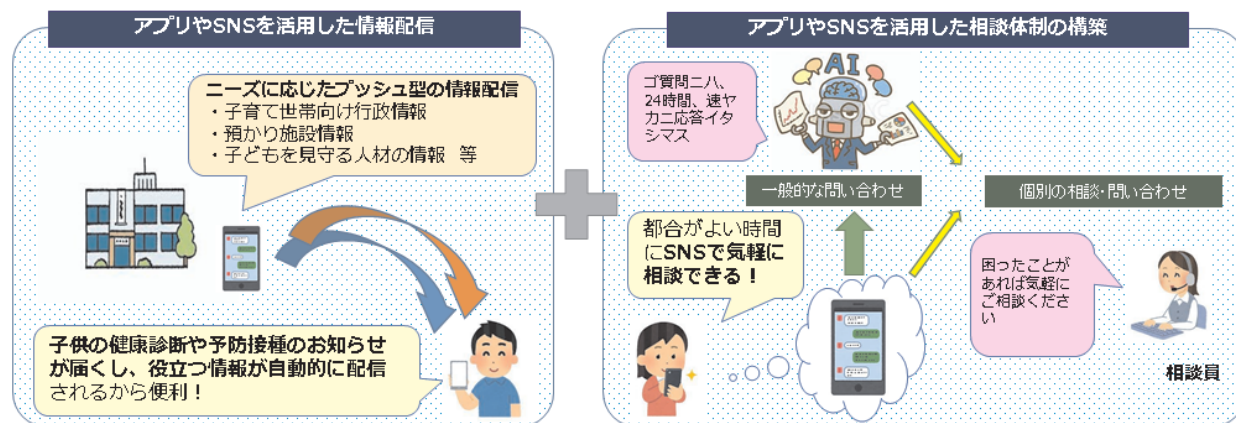 アプリやSNSを活用した情報配信
ニーズに応じたプッシュ型の情報配信
・子育て世帯向け行政情報
・預かり施設情報
・子どもを見守る人材の情報 等
子供の健康診断や予防接種のお知らせ
が届くし、役立つ情報が自動的に配信
されるから便利！
アプリやSNSを活用した相談体制の構築
ゴ質問ニハ、
24時間、速ヤ
カニ応答イタ
シマス
AI
一般的な問い合わせ
個別の相談・問い合わせ
都合がよい時間
にSNSで気軽に
相談できる！
困ったことが
あれば気軽に
ご相談くださ
い
相談員